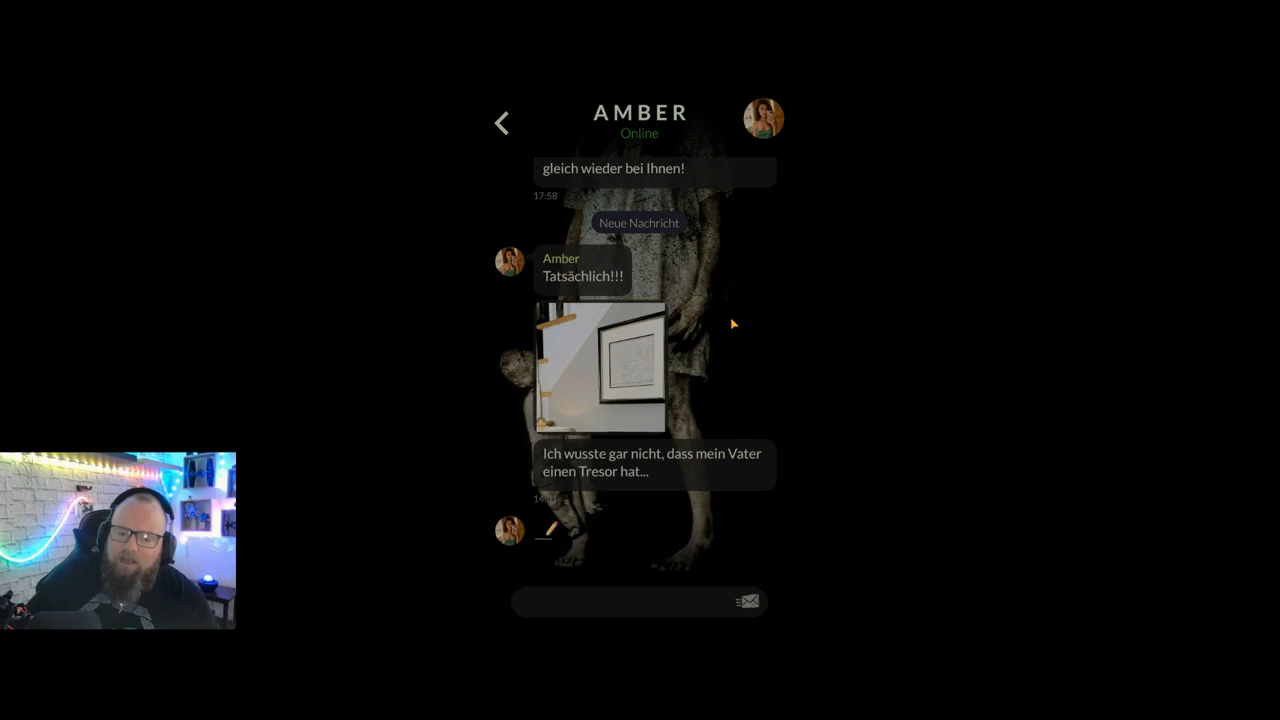 AMBER
Online
gleich wieder bei Ihnen!
17:58
Neue Nachricht
Amber
Tatsächlich!!!
Ich wusste gar nicht, dass mein Vater
einen Tresor hat...